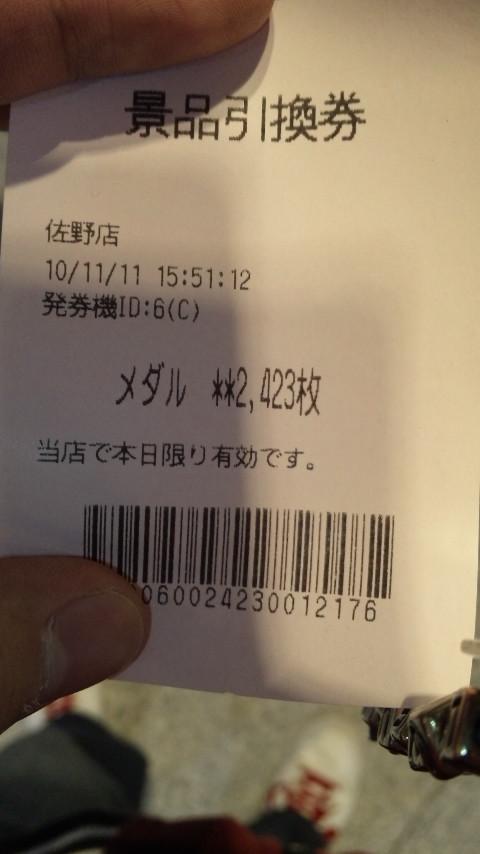 景品引換券
佐野店
10/11/11 15:51:12
発券機ID:6(C)
メダル **2,423枚
当店で本日限り有効です。
060024230012176